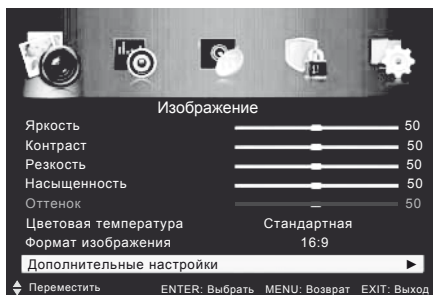 Изображение
Яркость 50
Контраст 50
Резкость 50
Насыщенность 50
Оттенок 50
Цветовая температура Стандартная
Формат изображения 16:9
Дополнительные настройки
Переместить ENTER: Выбрать MENU: Возврат EXIT: Выход